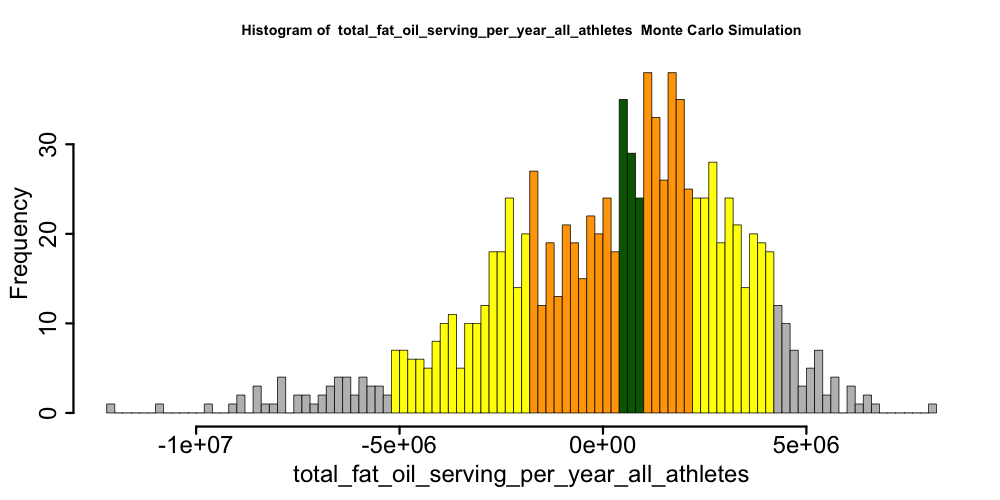 Histogram of total_fat_oil_serving_per_year_all_athletes Monte Carlo Simulation
Frequency
30
20
10
0
-1e+07 -5e+06 0e+00 5e+06
total_fat_oil_serving_per_year_all_athletes